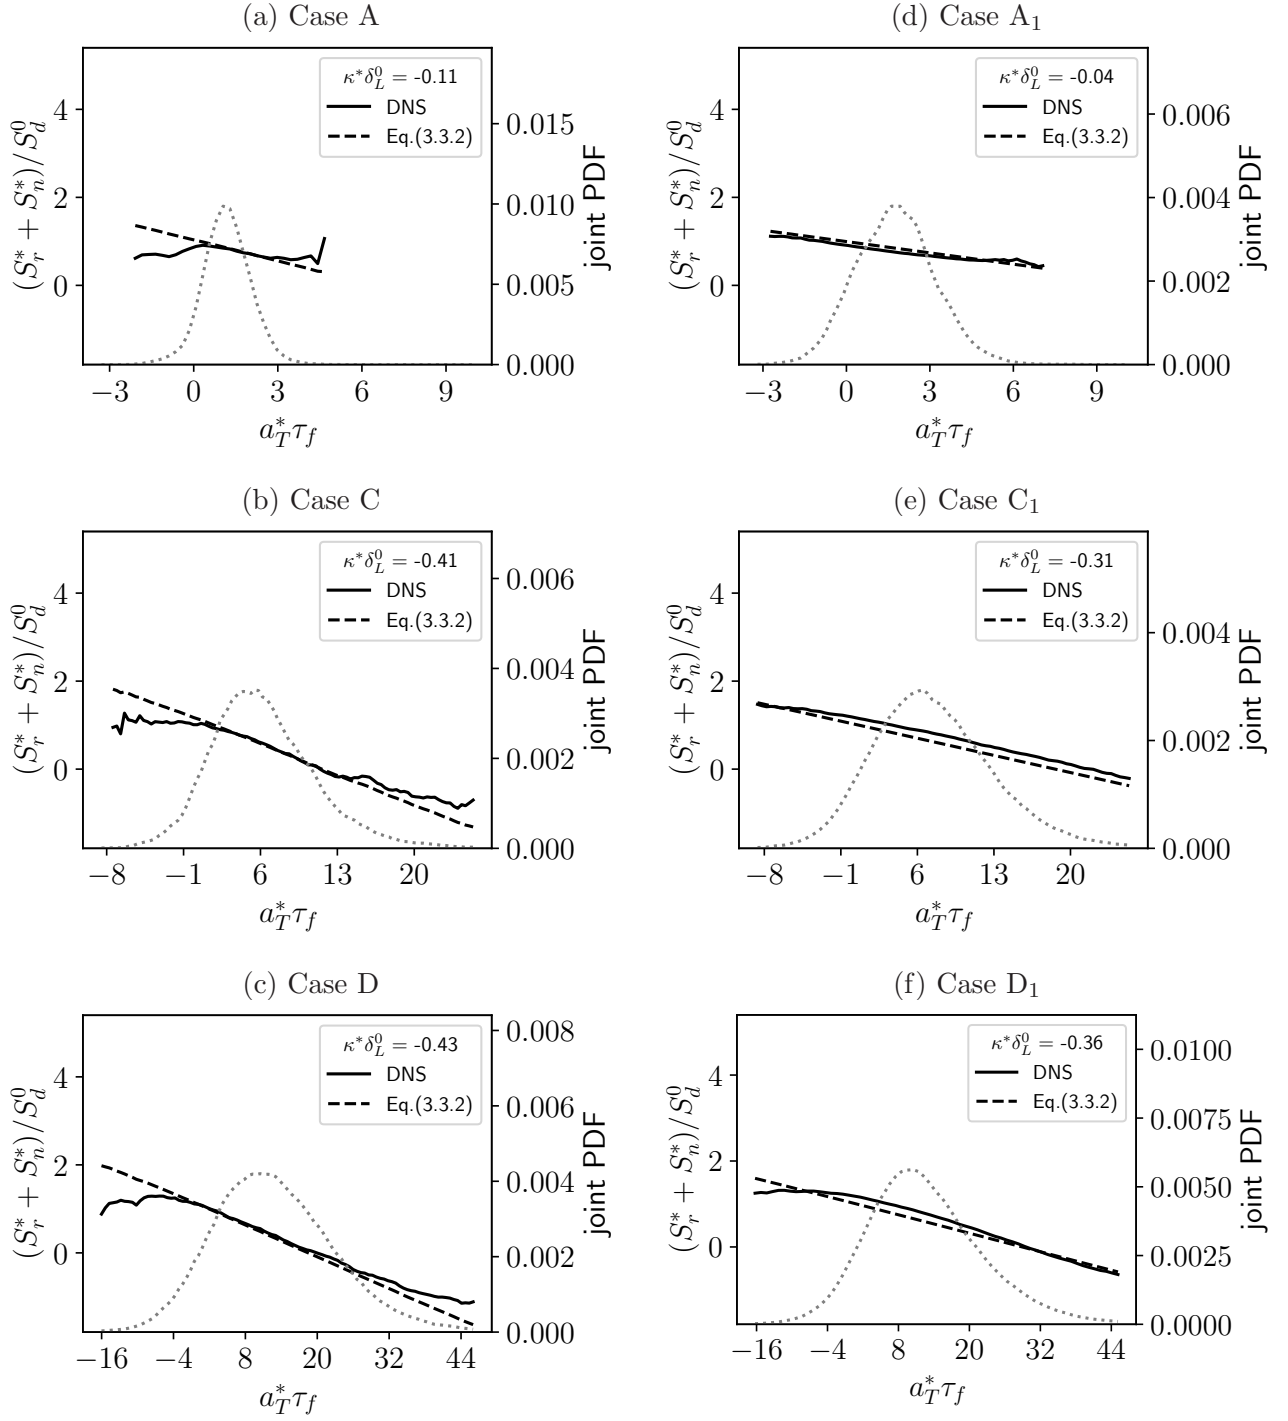 (a) Case A
κ*δ_L^0 = -0.11
DNS
Eq.(3.3.2)
(S_r^* + S_n^*)/S_d^0
4
2
0
0.015
0.010
0.005
0.000
joint PDF
−3 0 3 6 9
a_T^* τ_f
(d) Case A₁
κ*δ_L^0 = -0.04
DNS
Eq.(3.3.2)
(S_r^* + S_n^*)/S_d^0
4
2
0
0.006
0.004
0.002
0.000
joint PDF
−3 0 3 6 9
a_T^* τ_f
(b) Case C
κ*δ_L^0 = -0.41
DNS
Eq.(3.3.2)
(S_r^* + S_n^*)/S_d^0
4
2
0
0.006
0.004
0.002
0.000
joint PDF
−8 −1 6 13 20
a_T^* τ_f
(e) Case C₁
κ*δ_L^0 = -0.31
DNS
Eq.(3.3.2)
(S_r^* + S_n^*)/S_d^0
4
2
0
0.004
0.002
0.000
joint PDF
−8 −1 6 13 20
a_T^* τ_f
(c) Case D
κ*δ_L^0 = -0.43
DNS
Eq.(3.3.2)
(S_r^* + S_n^*)/S_d^0
4
2
0
0.008
0.006
0.004
0.002
0.000
joint PDF
−16 −4 8 20 32 44
a_T^* τ_f
(f) Case D₁
κ*δ_L^0 = -0.36
DNS
Eq.(3.3.2)
(S_r^* + S_n^*)/S_d^0
4
2
0
0.0100
0.0075
0.0050
0.0025
0.0000
joint PDF
−16 −4 8 20 32 44
a_T^* τ_f